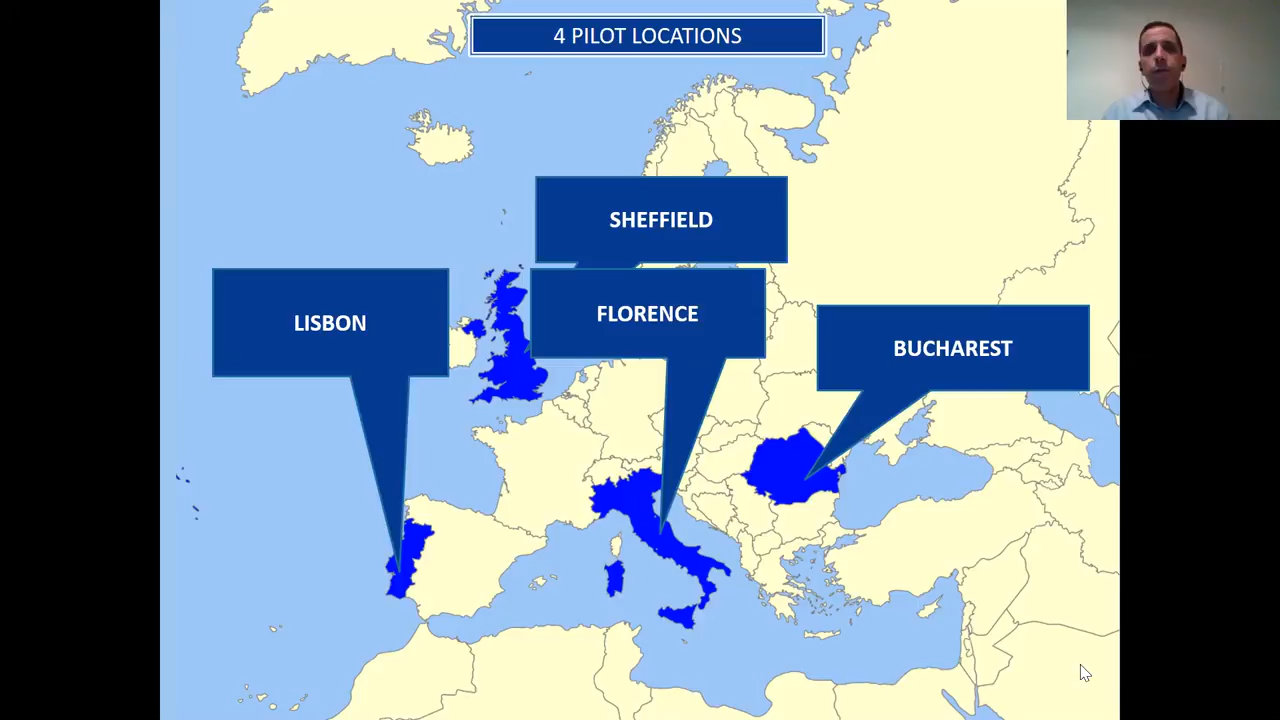 4 PILOT LOCATIONS
SHEFFIELD
LISBON
FLORENCE
BUCHAREST